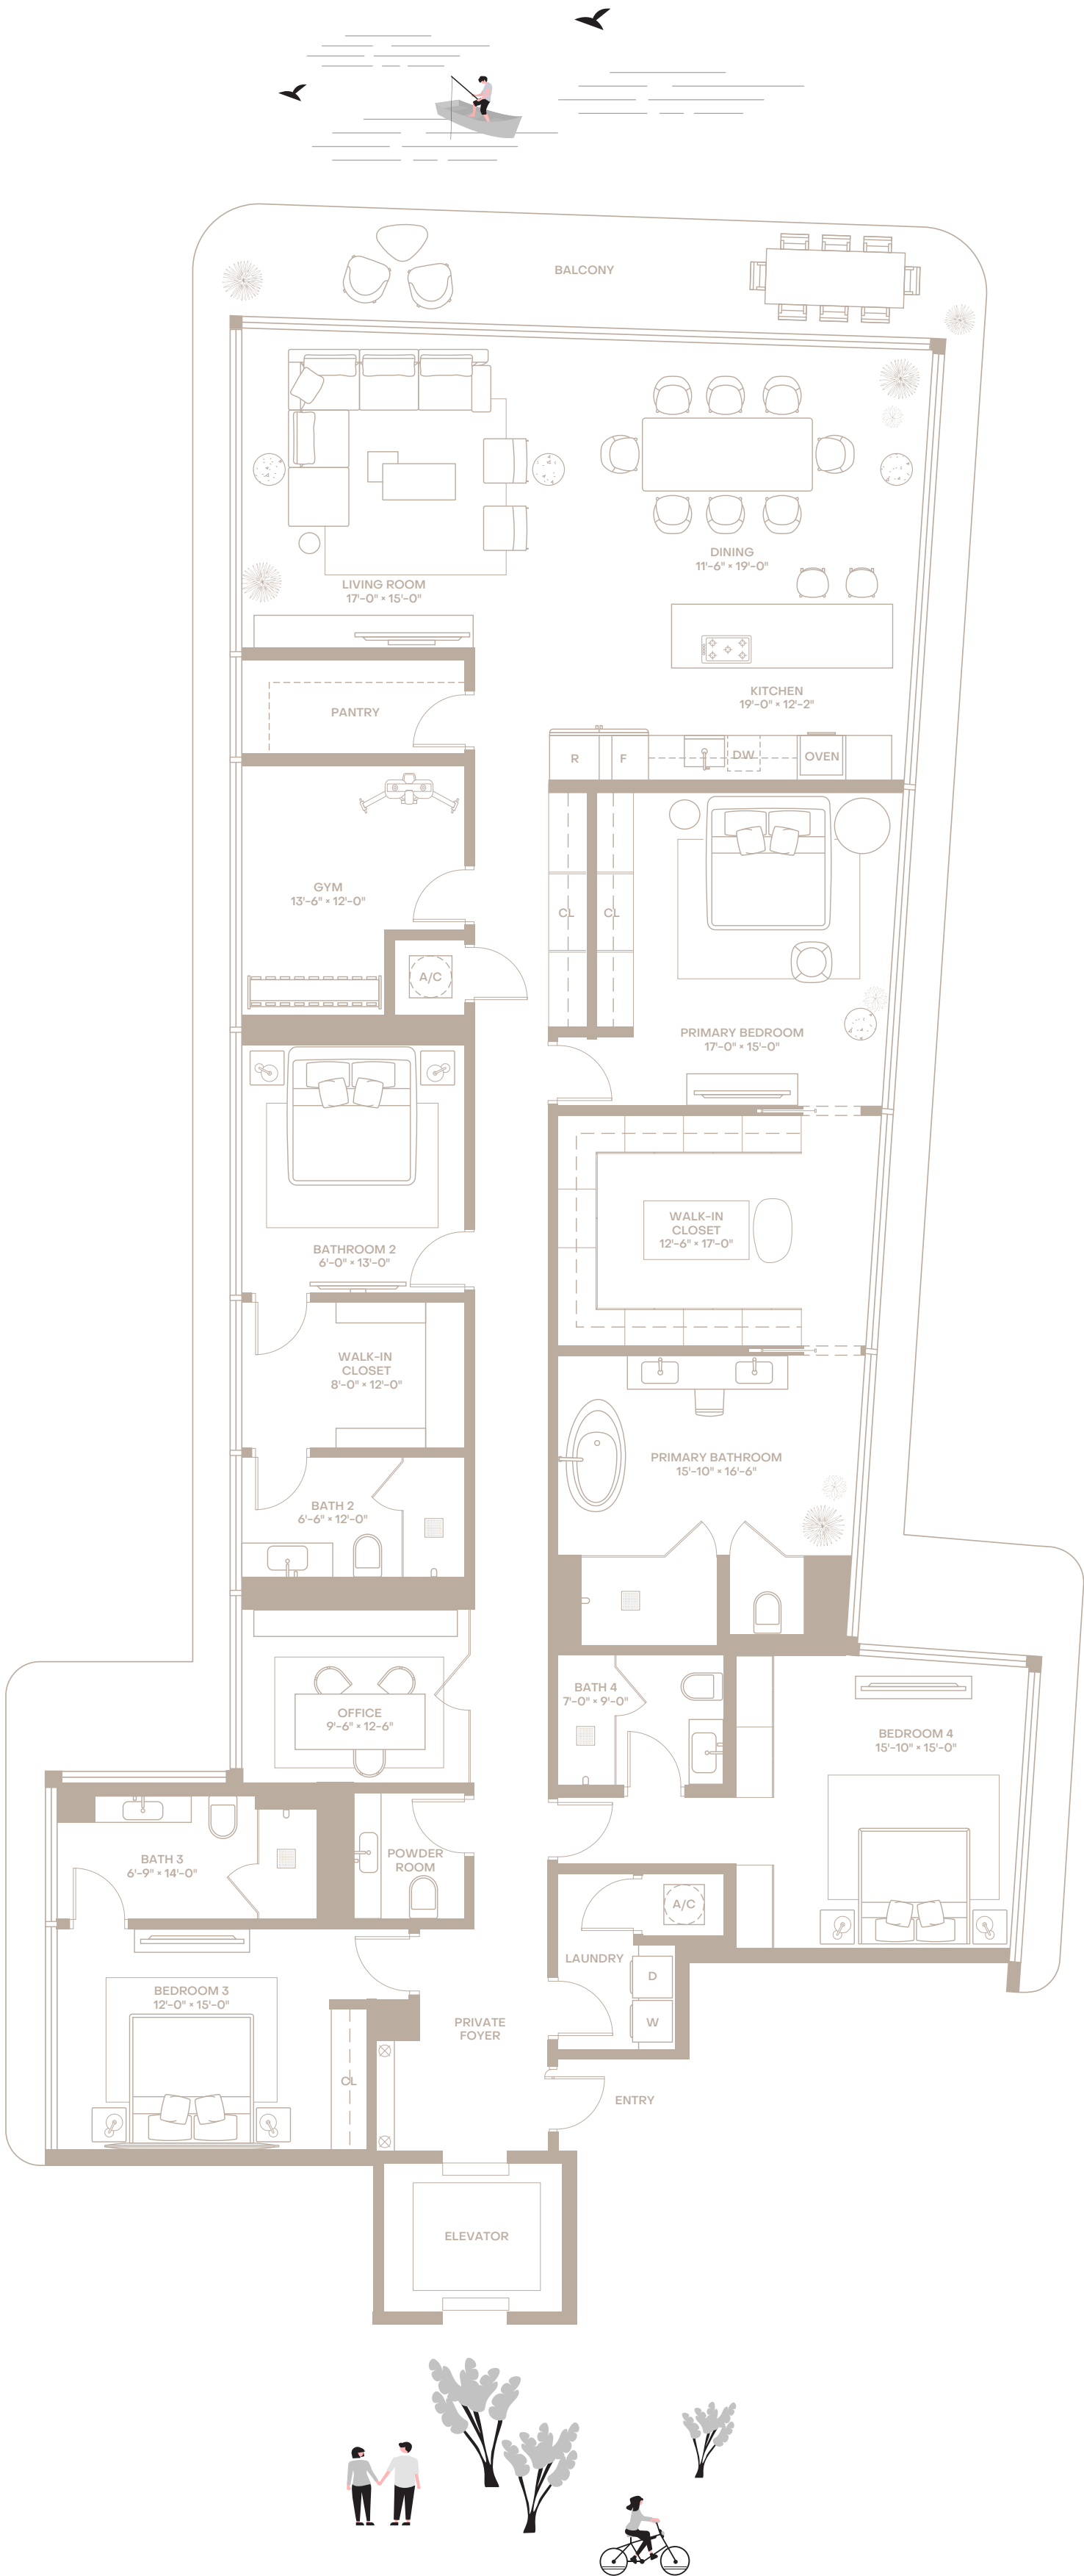 BALCONY
DINING
11'-6" × 19'-0"
LIVING ROOM
17'-0" × 15'-0"
KITCHEN
19'-0" × 12'-2"
PANTRY
R
F
DW
OVEN
GYM
13'-6" × 12'-0"
CL
CL
A/C
PRIMARY BEDROOM
17'-0" × 15'-0"
WALK-IN
CLOSET
12'-6" × 17'-0"
BATHROOM 2
6'-0" × 13'-0"
WALK-IN
CLOSET
8'-0" × 12'-0"
PRIMARY BATHROOM
15'-10" × 16'-6"
BATH 2
6'-6" × 12'-0"
BATH 4
7'-0" × 9'-0"
OFFICE
9'-6" × 12-6"
BEDROOM 4
15'-10" × 15'-0"
POWDER
ROOM
BATH 3
6'-9" × 14'-0"
A/C
LAUNDRY
D
W
BEDROOM 3
12'-0" × 15'-0"
PRIVATE
FOYER
CL
ENTRY
ELEVATOR